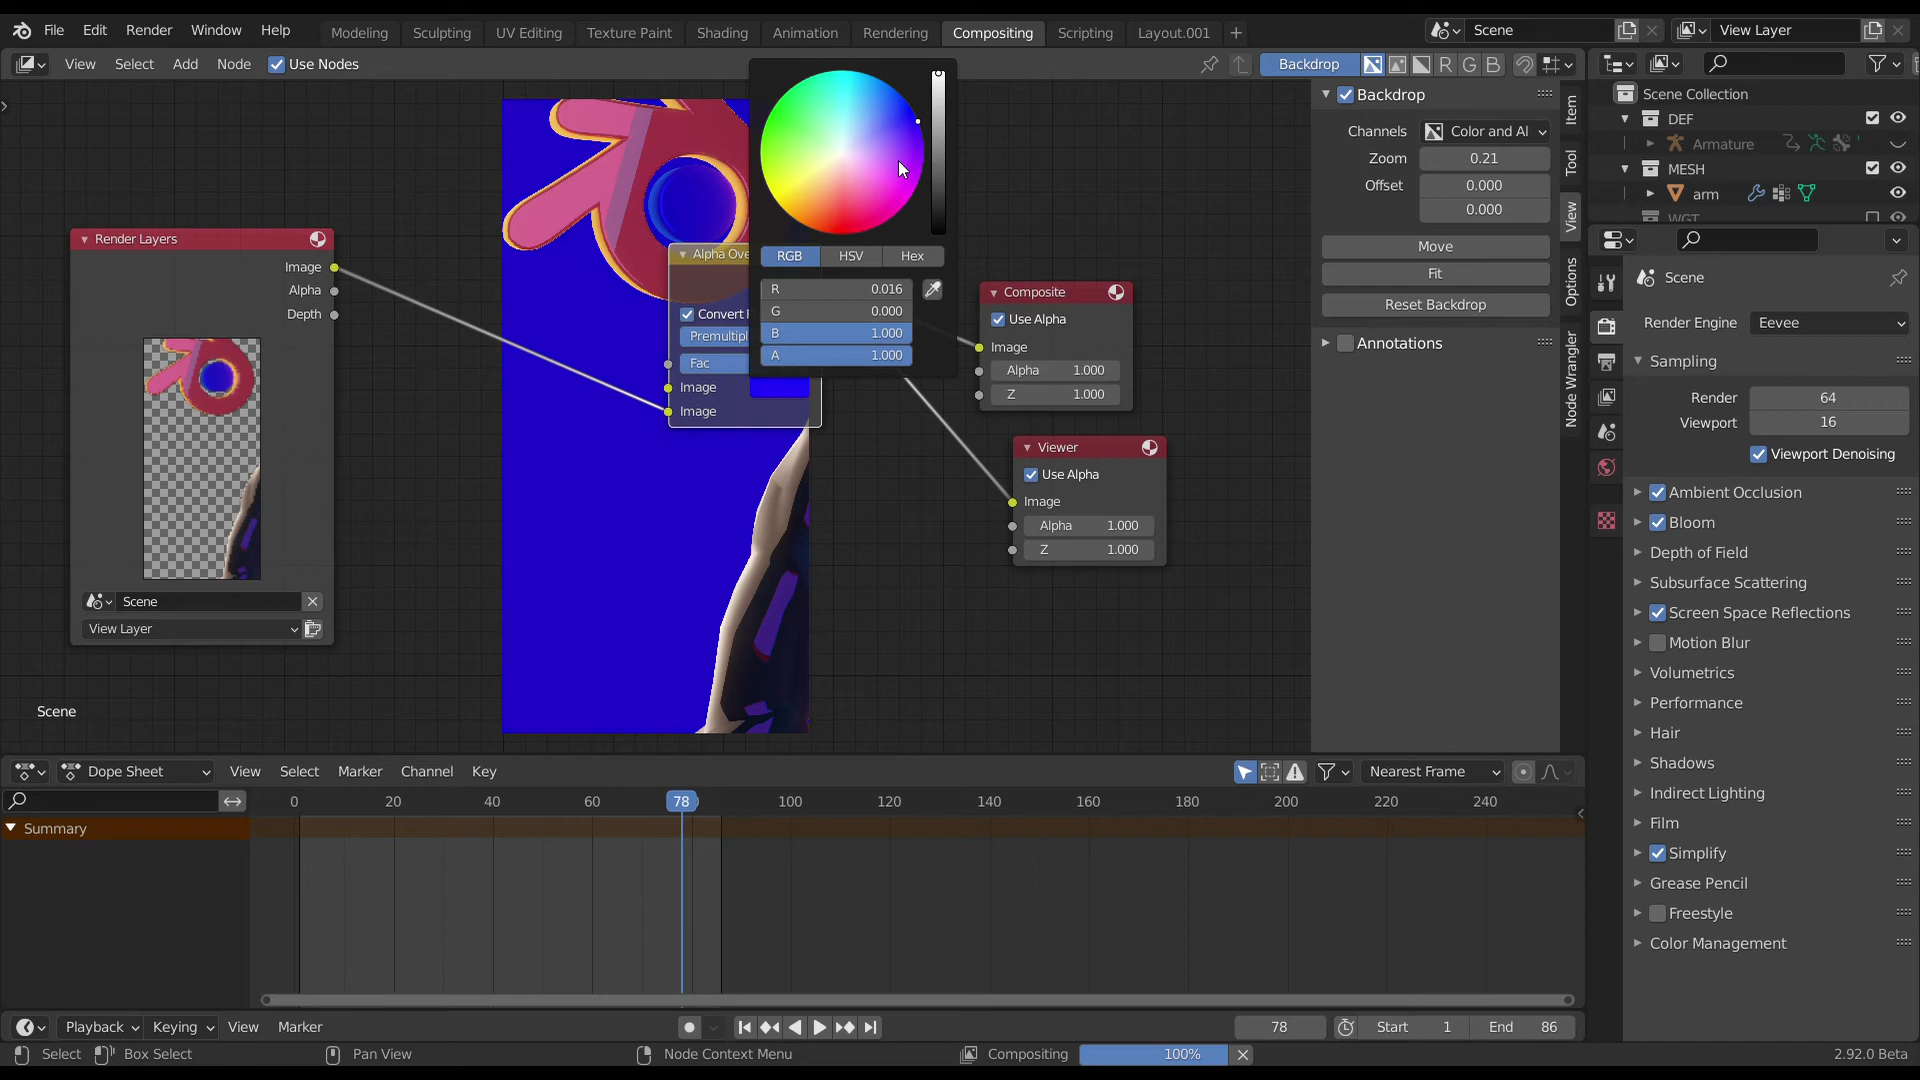 File Edit Render Window Help Modeling Sculpting UV Editing Texture Paint Shading Animation Rendering Compositing Scripting Layout.001 + Scene View Layer
View Select Add Node Use Nodes Backdrop R G B
Backdrop
Channels Color and Al
Zoom 0.21
Offset 0.000
0.000
Move
Fit
Reset Backdrop
Annotations
Item
Tool
View
Options
Node Wrangler
Scene Collection
DEF
Armature
MESH
arm
WGT
Scene
Render Engine Eevee
Sampling
Render 64
Viewport 16
Viewport Denoising
Ambient Occlusion
Bloom
Depth of Field
Subsurface Scattering
Screen Space Reflections
Motion Blur
Volumetrics
Performance
Hair
Shadows
Indirect Lighting
Film
Simplify
Grease Pencil
Freestyle
Color Management
Render Layers
Image
Alpha
Depth
Scene
View Layer
Alpha Ove
Convert
Premultipl
Fac
Image
Image
RGB HSV Hex
R 0.016
G 0.000
B 1.000
A 1.000
Composite
Use Alpha
Image
Alpha 1.000
Z 1.000
Viewer
Use Alpha
Image
Alpha 1.000
Z 1.000
Scene
Dope Sheet View Select Marker Channel Key Nearest Frame
0 20 40 60 78 100 120 140 160 180 200 220 240
Summary
Playback Keying View Marker 78 Start 1 End 86
Select Box Select Pan View Node Context Menu Compositing 100% 2.92.0 Beta